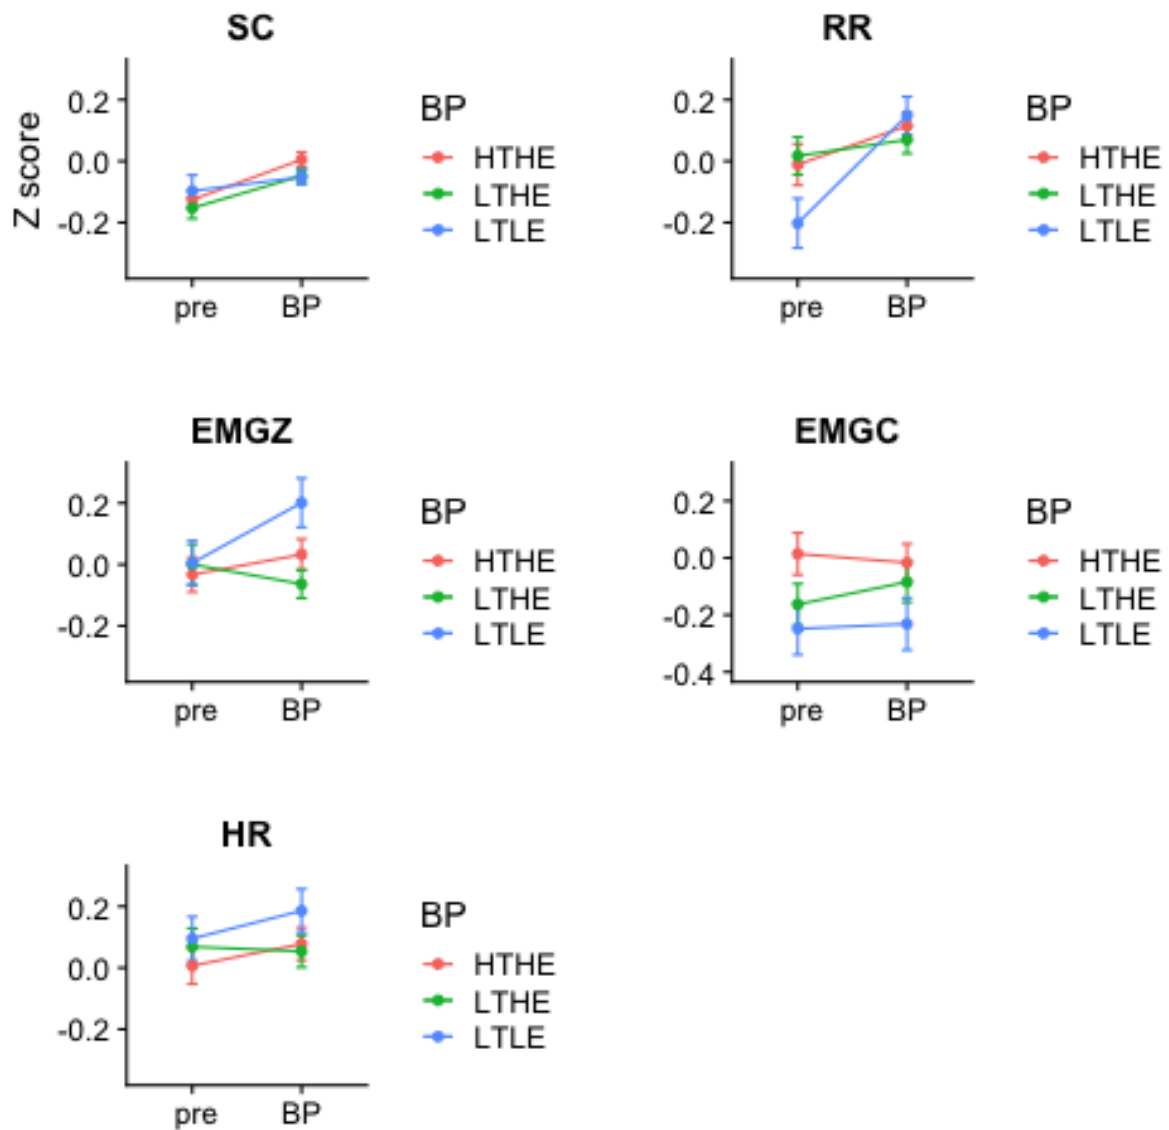 SC
Z score
0.2
0.0
-0.2
pre BP
BP
HTHE
LTHE
LTLE
RR
0.2
0.0
-0.2
pre BP
BP
HTHE
LTHE
LTLE
EMGZ
0.2
0.0
-0.2
pre BP
BP
HTHE
LTHE
LTLE
EMGC
0.2
0.0
-0.2
-0.4
pre BP
BP
HTHE
LTHE
LTLE
HR
0.2
0.0
-0.2
pre BP
BP
HTHE
LTHE
LTLE